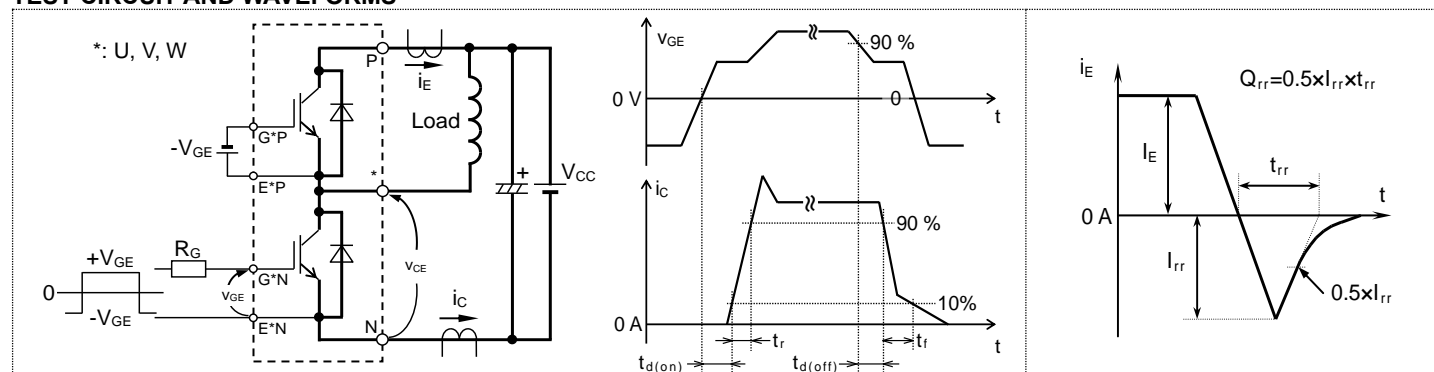 TEST CIRCUIT AND WAVEFORMS
*: U, V, W
P
iE
Load
G*P
-VGE
E*P
*
+
VCC
RG
+VGE
G*N
vCE
0
vGE
-VGE
E*N
iC
N
vGE
90 %
0 V
0
t
iC
90 %
10%
0 A
tr
tf
t
td(on)
td(off)
iE
Qrr=0.5×Irr×trr
IE
trr
t
0 A
Irr
0.5×Irr